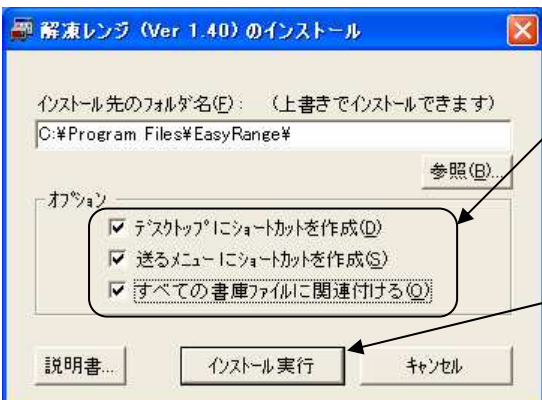 解凍レンジ (Ver 1.40) のインストール
インストール先のフォルダ名(F)： （上書きでインストールできます）
C:¥Program Files¥EasyRange¥
参照(B)...
オプション
デスクトップにショートカットを作成(D)
送るメニューにショートカットを作成(S)
すべての書庫ファイルに関連付ける(O)
説明書...
インストール実行
キャンセル